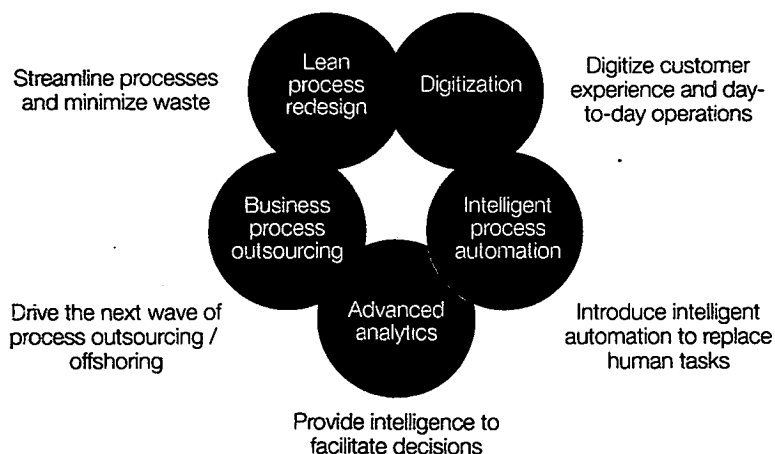 Lean
process
redesign
Digitization
Streamline processes
and minimize waste
Digitize customer
experience and day-
to-day operations
Business
process
outsourcing
Intelligent
process
automation
Advanced
analytics
Drive the next wave of
process outsourcing /
offshoring
Introduce intelligent
automation to replace
human tasks
Provide intelligence to
facilitate decisions